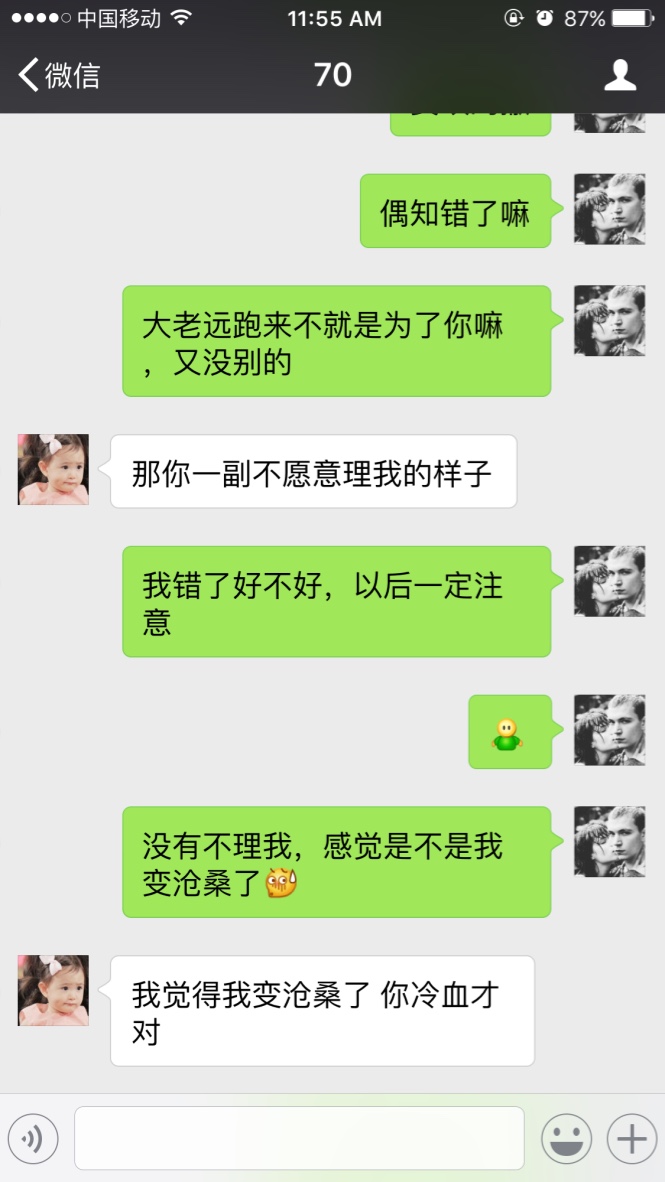 中国移动
11:55 AM
87%
微信
70
偶知错了嘛
大老远跑来不就是为了你嘛
，又没别的
那你一副不愿意理我的样子
我错了好不好，以后一定注
意
没有不理我，感觉是不是我
变沧桑了
我觉得我变沧桑了 你冷血才
对